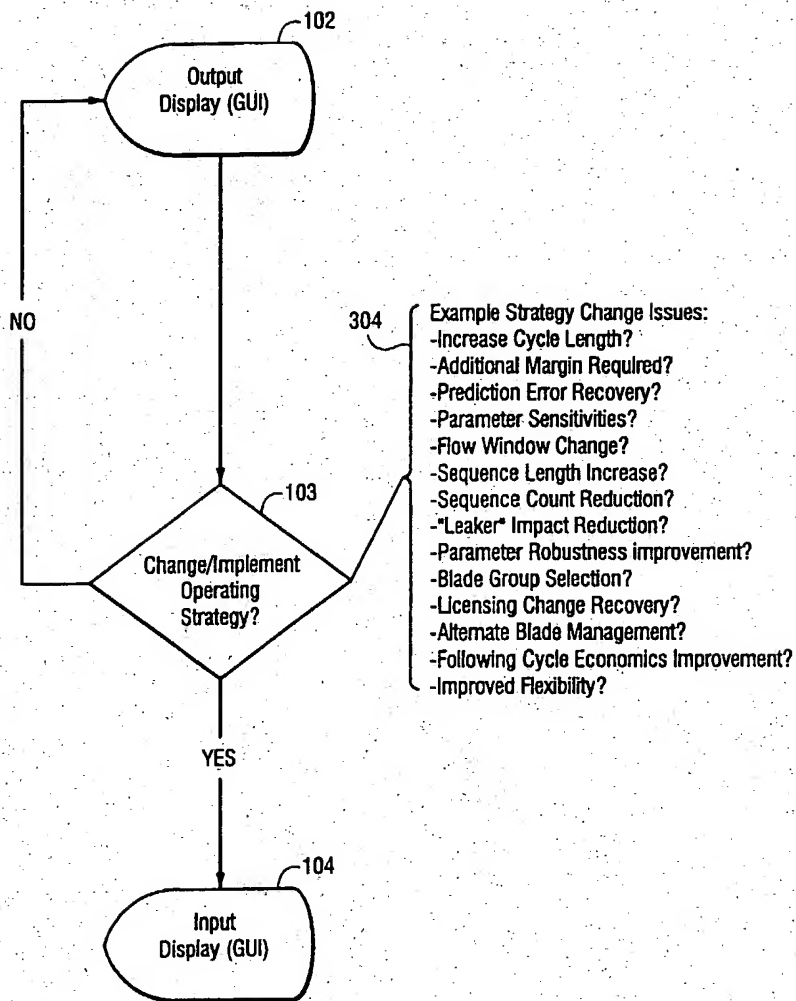 102
Output
Display (GUI)
NO
304
Example Strategy Change Issues:
-Increase Cycle Length?
-Additional Margin Required?
-Prediction Error Recovery?
-Parameter Sensitivities?
-Flow Window Change?
-Sequence Length Increase?
-Sequence Count Reduction?
-"Leaker" Impact Reduction?
-Parameter Robustness improvement?
-Blade Group Selection?
-Licensing Change Recovery?
-Alternate Blade Management?
-Following Cycle Economics Improvement?
-Improved Flexibility?
103
Change/Implement
Operating
Strategy?
YES
104
Input
Display (GUI)